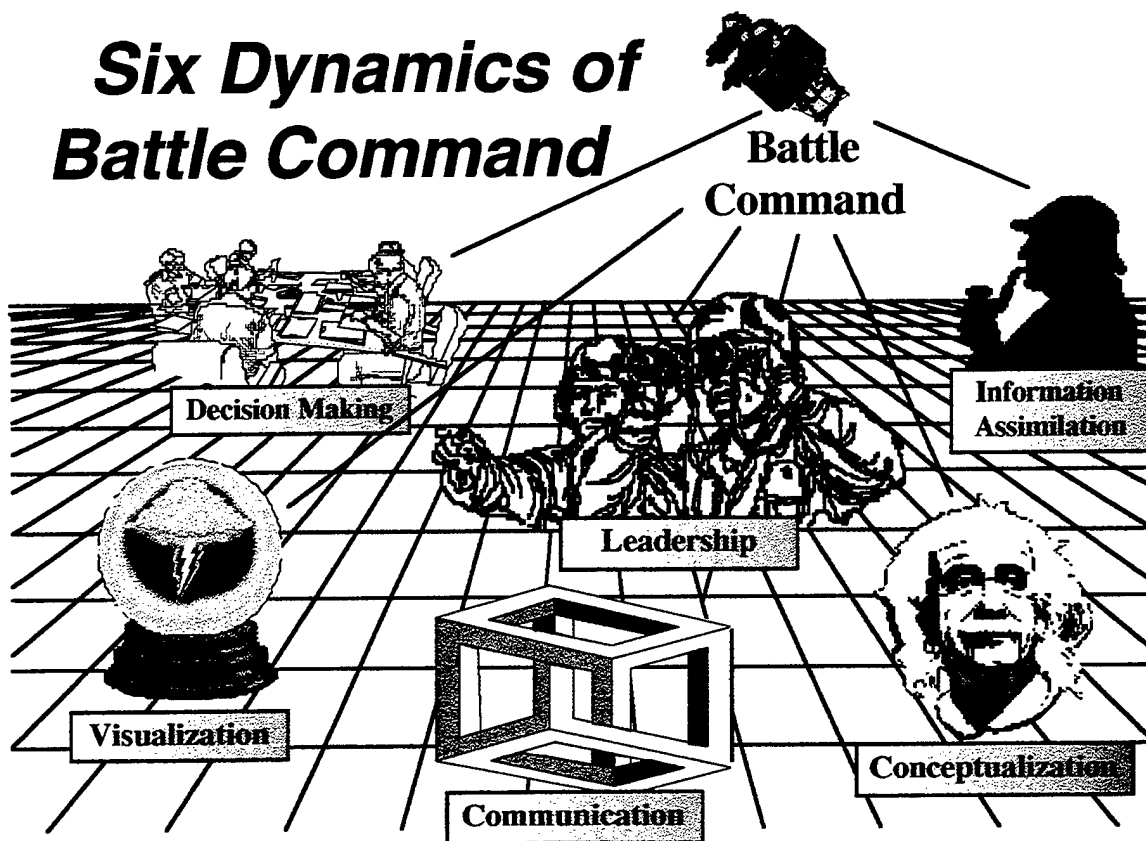 Six Dynamics of
Battle Command
Battle
Command
Decision Making
Information
Assimilation
Leadership
Visualization
Conceptualization
Communication